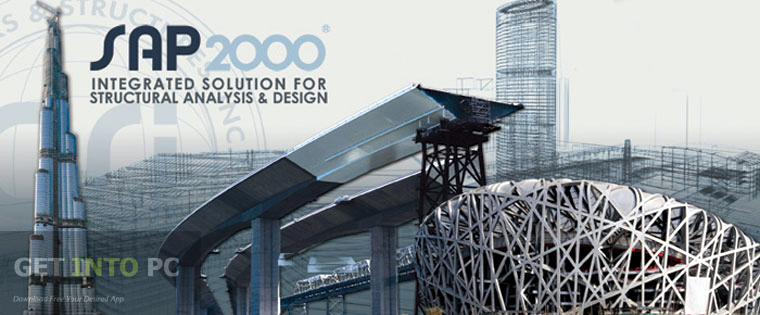 SAP2000®
INTEGRATED SOLUTION FOR
STRUCTURAL ANALYSIS & DESIGN
GET INTO PC
Download Free Your Desired App